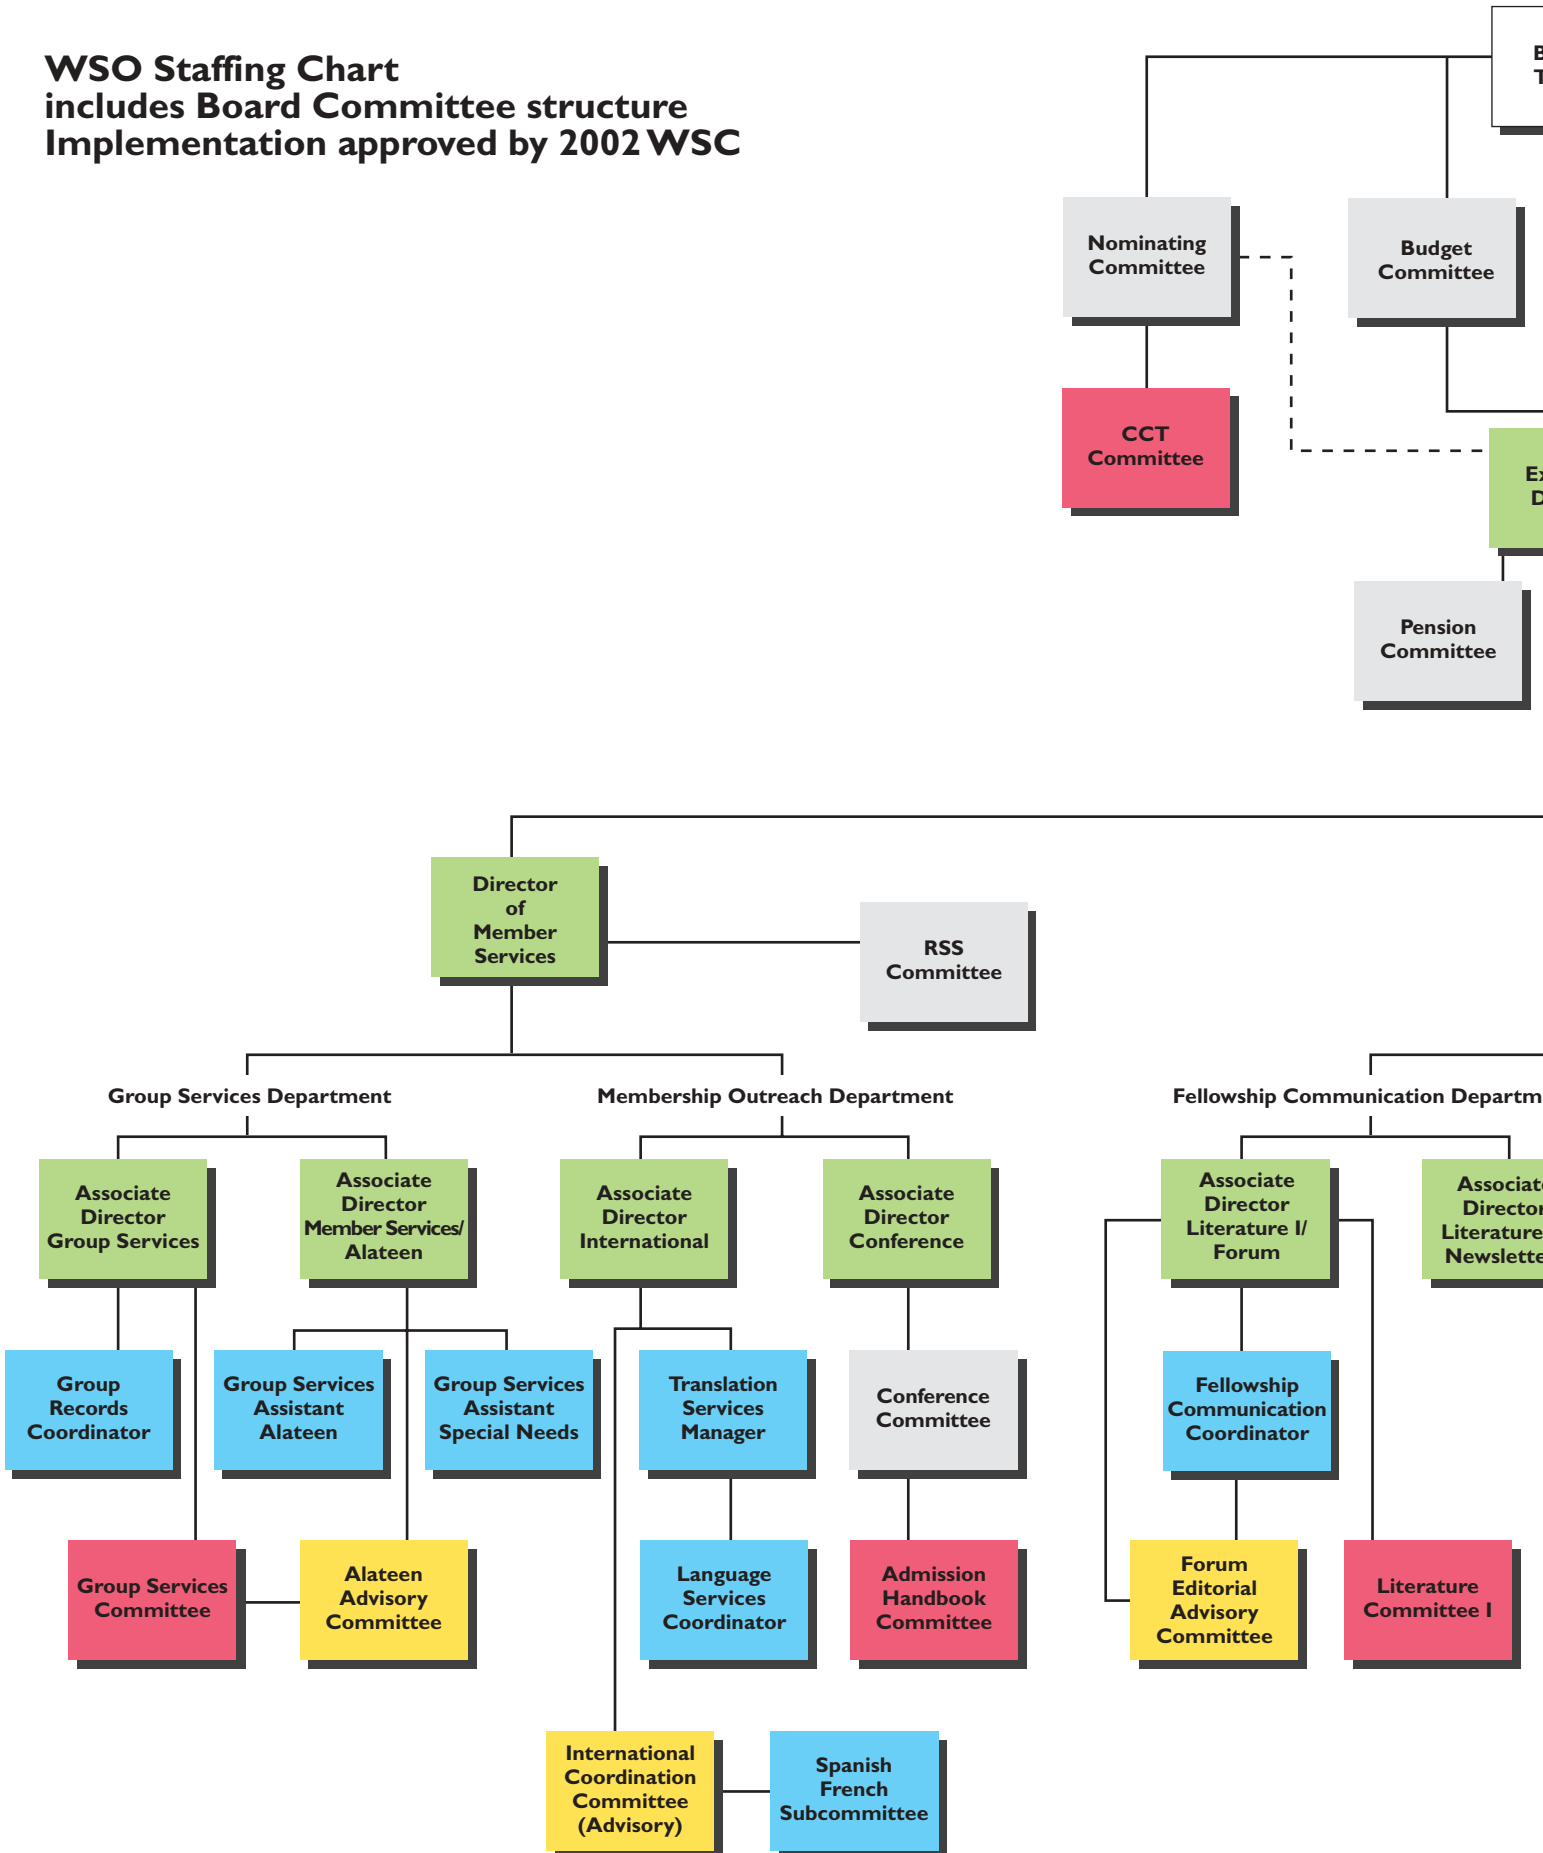 WSO Staffing Chart
includes Board Committee structure
Implementation approved by 2002 WSC
Nominating
Committee
Budget
Committee
CCT
Committee
Pension
Committee
Director
of
Member
Services
RSS
Committee
Group Services Department
Membership Outreach Department
Fellowship Communication
Associate
Director
Group Services
Associate
Director
Member Services/
Alateen
Associate
Director
International
Associate
Director
Conference
Associate
Director
Literature I/
Forum
Group
Records
Coordinator
Group Services
Assistant
Alateen
Group Services
Assistant
Special Needs
Translation
Services
Manager
Conference
Committee
Fellowship
Communication
Coordinator
Group Services
Committee
Alateen
Advisory
Committee
Language
Services
Coordinator
Admission
Handbook
Committee
Forum
Editorial
Advisory
Committee
Literature
Committee I
International
Coordination
Committee
(Advisory)
Spanish
French
Subcommittee